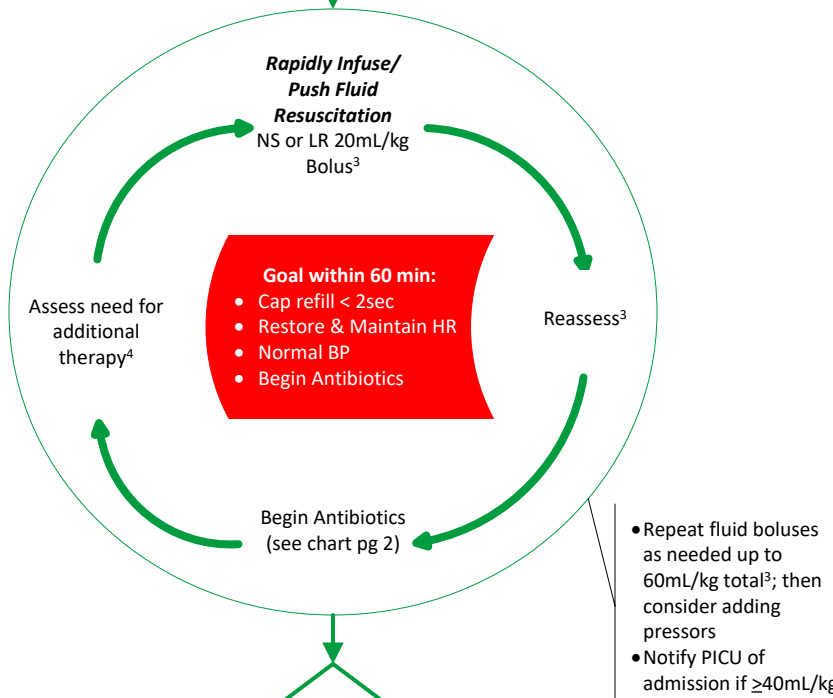 Rapidly Infuse/
Push Fluid
Resuscitation
NS or LR 20mL/kg
Bolus³
Goal within 60 min:
• Cap refill < 2sec
• Restore & Maintain HR
• Normal BP
• Begin Antibiotics
Reassess³
Assess need for
additional
therapy⁴
Begin Antibiotics
(see chart pg 2)
• Repeat fluid boluses
as needed up to
60mL/kg total³; then
consider adding
pressors
• Notify PICU of
admission if ≥40mL/kg